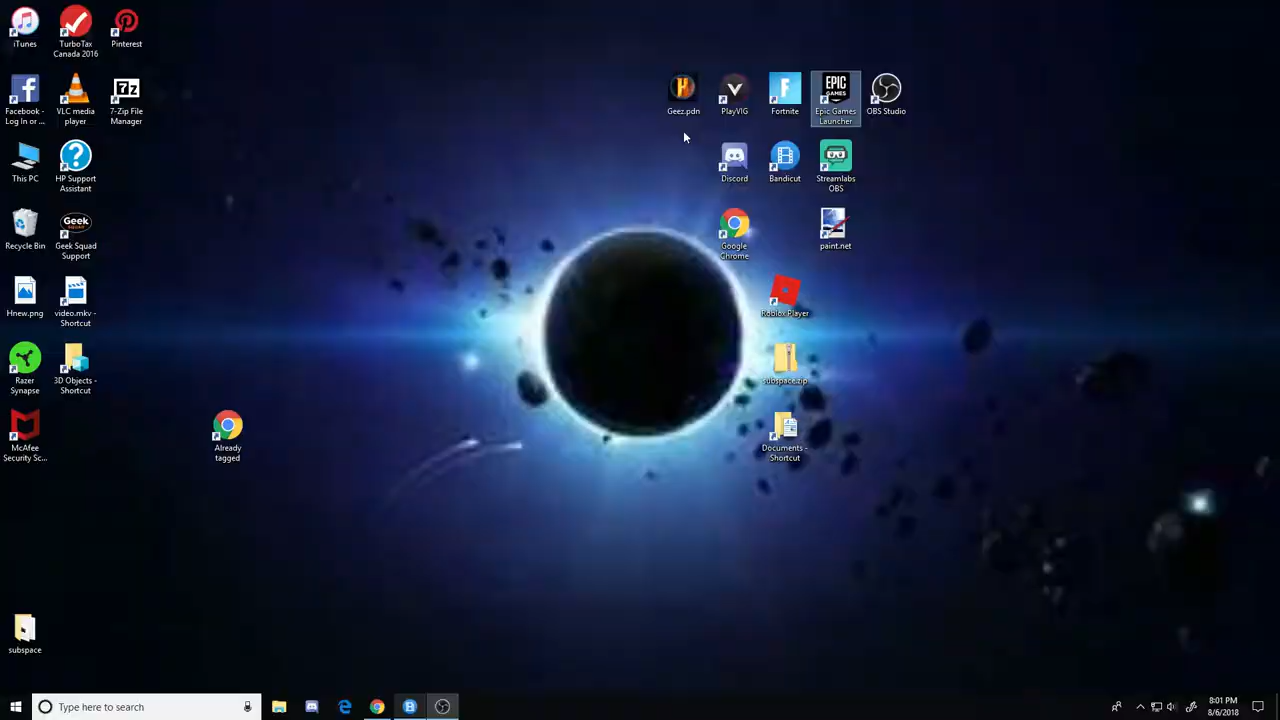 iTunes
TurboTax
Canada 2016
Pinterest
Facebook -
Log In or ...
VLC media
player
7-Zip File
Manager
This PC
HP Support
Assistant
Recycle Bin
Geek
SQUAD
Geek Squad
Support
Hnew.png
video.mkv -
Shortcut
Razer
Synapse
3D Objects -
Shortcut
McAfee
Security Sc...
Already
tagged
subspace
Geez.pdn
PlayVIG
Fortnite
EPIC
GAMES
Epic Games
Launcher
OBS Studio
Discord
Bandicut
Streamlabs
OBS
Google
Chrome
paint.net
Roblox Player
subspace.zip
Documents -
Shortcut
Type here to search
8:01 PM
8/6/2018